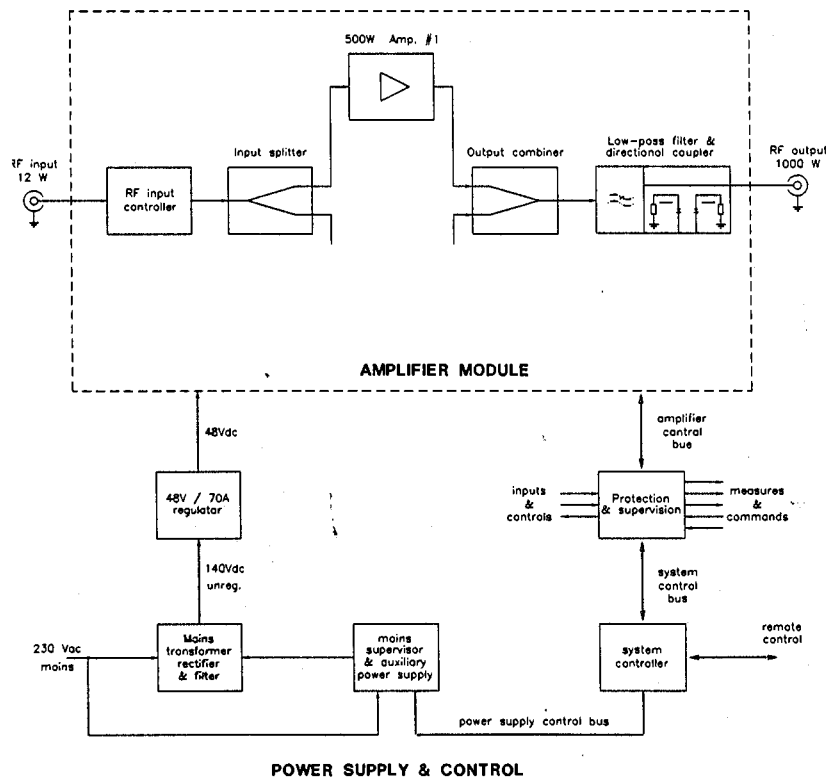 500W Amp. #1
RF input
12 W
RF input
controller
Input splitter
Output combiner
Low-pass filter &
directional coupler
RF output
1000 W
AMPLIFIER MODULE
48Vdc
amplifier
control
bue
48V / 70A
regulator
inputs
&
controls
Protection
& supervision
measures
&
commands
140Vdc
unreg.
system
control
bus
230 Vac
mains
Mains
transformer
rectifier
& filter
mains
supervisor
& auxiliary
power supply
system
controller
remote
control
power supply control bus
POWER SUPPLY & CONTROL